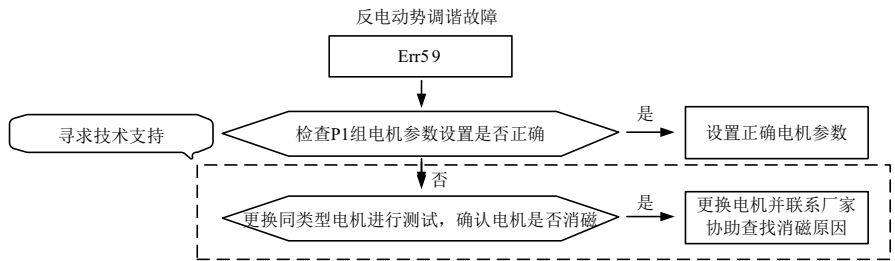 反电动势调谐故障
Err59
寻求技术支持
检查P1组电机参数设置是否正确
是
设置正确电机参数
否
更换同类型电机进行测试，确认电机是否消磁
是
更换电机并联系厂家
协助查找消磁原因